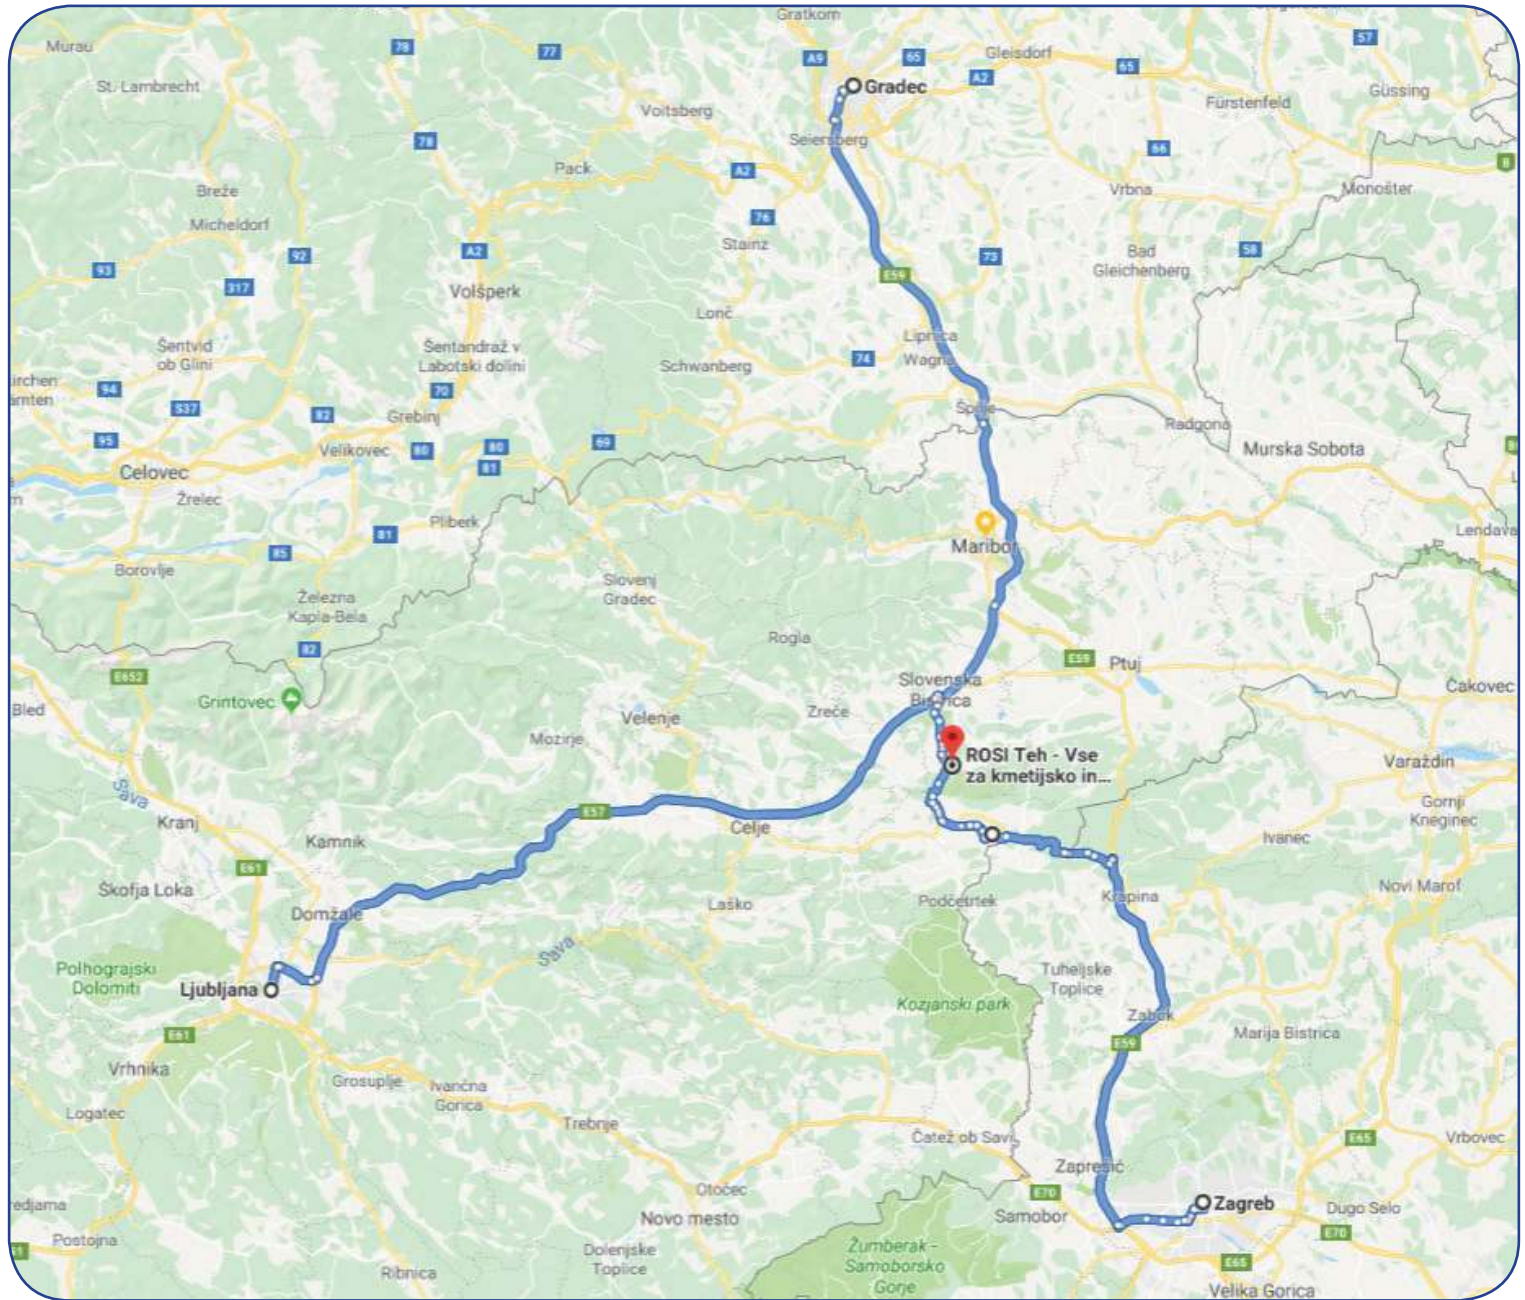 Gratkorn
Murau
78
77
A9
65
Gleisdorf
57
65
A2
St. Lambrecht
Gradec
Voitsberg
Fürstenfeld
Güssing
78
Seiersberg
66
8
Pack
A2
Breže
Vrbna
Monošter
76
Micheldorf
Stainz
92
A2
73
58
93
Bad
Gleichenberg
E59
317
Volšperk
Lonč
Lipnica
Šentvid
ob Glini
Šentandraž v
Labotski dolini
Schwanberg
74
Wagna
94
70
S37
82
Grebinj
Špilje
Radgona
95
Velikovec
80
80
69
Murska Sobota
81
Celovec
Žrelec
Pliberk
81
Lendava
85
Maribor
Borovlje
Slovenj
Gradec
Železna
Kapla-Bela
Rogla
82
E59
Ptuj
E652
Slovenska
Bistrica
Čakovec
Grintovec
Bled
Velenje
Zreče
Mozirje
ROSI Teh - Vse
za kmetijsko in...
Varaždin
Sava
Gornji
Kneginec
Kranj
E57
Celje
Kamnik
Ivanec
E61
Škofja Loka
Novi Marof
Domžale
Laško
Podčetrtek
Krapina
Sava
Polhograjski
Dolomiti
Tuheljske
Toplice
Ljubljana
Kozjanski park
Zabok
E61
E59
Marija Bistrica
Vrhnika
Grosuplje
Ivančna
Gorica
Logatec
Trebnje
Čatež ob Savi
E65
Vrbovec
Zaprešić
Otočec
E70
Zagreb
Novo mesto
Samobor
Dugo Selo
E70
Postojna
Dolenjske
Toplice
Žumberak -
Samoborsko
Gorje
E65
Ribnica
Velika Gorica